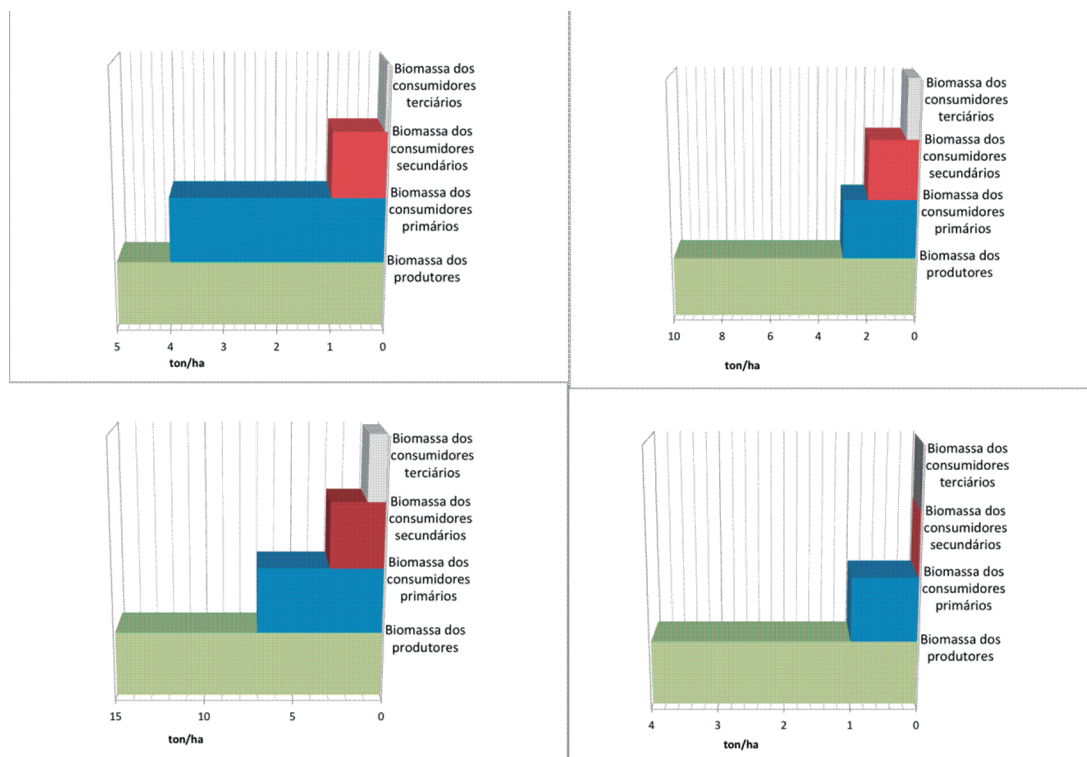 Biomassa dos
consumidores
terciários
Biomassa dos
consumidores
secundários
Biomassa dos
consumidores
primários
Biomassa dos
produtores
5 4 3 2 1 0
ton/ha
Biomassa dos
consumidores
terciários
Biomassa dos
consumidores
secundários
Biomassa dos
consumidores
primários
Biomassa dos
produtores
10 8 6 4 2 0
ton/ha
Biomassa dos
consumidores
terciários
Biomassa dos
consumidores
secundários
Biomassa dos
consumidores
primários
Biomassa dos
produtores
15 10 5 0
ton/ha
Biomassa dos
consumidores
terciários
Biomassa dos
consumidores
secundários
Biomassa dos
consumidores
primários
Biomassa dos
produtores
4 3 2 1 0
ton/ha